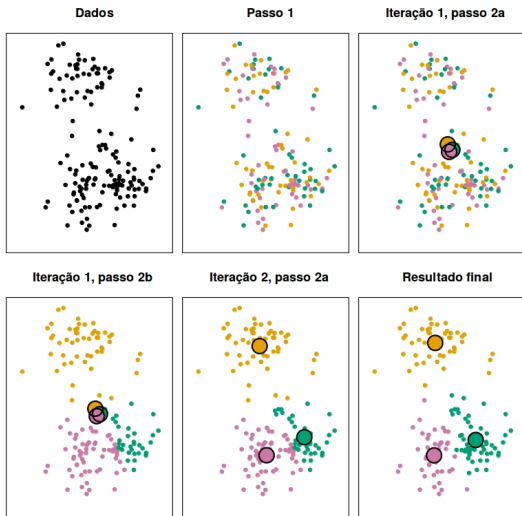 Dados
Passo 1
Iteração 1, passo 2a
Iteração 1, passo 2b
Iteração 2, passo 2a
Resultado final